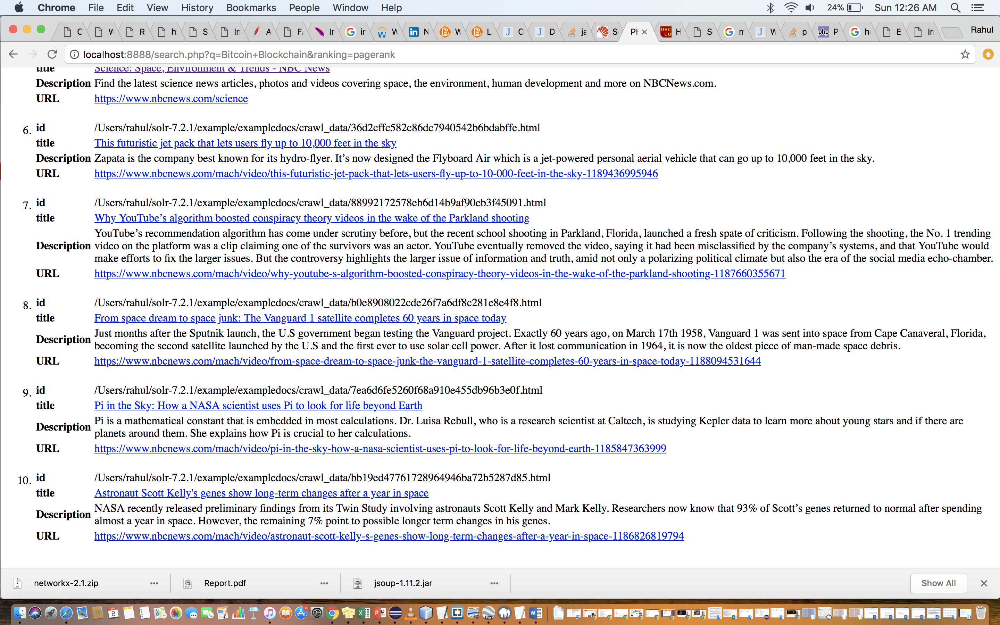 Chrome File Edit View History Bookmarks People Window Help 24% Sun 12:26 AM
C W R h S In A F In G in W in N W L J C J D ja S PH × USC CU H S G m J W p php P G h E In Rahul
localhost:8888/search.php?q=Bitcoin+Blockchain&ranking=pagerank
title Science: Space, Environment & Trends - NBC News
Description Find the latest science news articles, photos and videos covering space, the environment, human development and more on NBCNews.com.
URL https://www.nbcnews.com/science
6. id /Users/rahul/solr-7.2.1/example/exampledocs/crawl_data/36d2cffc582c86dc7940542b6bdabffe.html
title This futuristic jet pack that lets users fly up to 10,000 feet in the sky
Description Zapata is the company best known for its hydro-flyer. It’s now designed the Flyboard Air which is a jet-powered personal aerial vehicle that can go up to 10,000 feet in the sky.
URL https://www.nbcnews.com/mach/video/this-futuristic-jet-pack-that-lets-users-fly-up-to-10-000-feet-in-the-sky-1189436995946
7. id /Users/rahul/solr-7.2.1/example/exampledocs/crawl_data/88992172578eb6d14b9af90eb3f45091.html
title Why YouTube’s algorithm boosted conspiracy theory videos in the wake of the Parkland shooting
YouTube’s recommendation algorithm has come under scrutiny before, but the recent school shooting in Parkland, Florida, launched a fresh spate of criticism. Following the shooting, the No. 1 trending
Description video on the platform was a clip claiming one of the survivors was an actor. YouTube eventually removed the video, saying it had been misclassified by the company’s systems, and that YouTube would
make efforts to fix the larger issues. But the controversy highlights the larger issue of information and truth, amid not only a polarizing political climate but also the era of the social media echo-chamber.
URL https://www.nbcnews.com/mach/video/why-youtube-s-algorithm-boosted-conspiracy-theory-videos-in-the-wake-of-the-parkland-shooting-1187660355671
8. id /Users/rahul/solr-7.2.1/example/exampledocs/crawl_data/b0e8908022cde26f7a6df8c281e8e4f8.html
title From space dream to space junk: The Vanguard 1 satellite completes 60 years in space today
Description Just months after the Sputnik launch, the U.S government began testing the Vanguard project. Exactly 60 years ago, on March 17th 1958, Vanguard 1 was sent into space from Cape Canaveral, Florida,
becoming the second satellite launched by the U.S and the first ever to use solar cell power. After it lost communication in 1964, it is now the oldest piece of man-made space debris.
URL https://www.nbcnews.com/mach/video/from-space-dream-to-space-junk-the-vanguard-1-satellite-completes-60-years-in-space-today-1188094531644
9. id /Users/rahul/solr-7.2.1/example/exampledocs/crawl_data/7ea6d6fe5260f68a910e455db96b3e0f.html
title Pi in the Sky: How a NASA scientist uses Pi to look for life beyond Earth
Description Pi is a mathematical constant that is embedded in most calculations. Dr. Luisa Rebull, who is a research scientist at Caltech, is studying Kepler data to learn more about young stars and if there are
planets around them. She explains how Pi is crucial to her calculations.
URL https://www.nbcnews.com/mach/video/pi-in-the-sky-how-a-nasa-scientist-uses-pi-to-look-for-life-beyond-earth-1185847363999
10. id /Users/rahul/solr-7.2.1/example/exampledocs/crawl_data/bb19ed47761728964946ba72b5287d85.html
title Astronaut Scott Kelly's genes show long-term changes after a year in space
Description NASA recently released preliminary findings from its Twin Study involving astronauts Scott Kelly and Mark Kelly. Researchers now know that 93% of Scott’s genes returned to normal after spending
almost a year in space. However, the remaining 7% point to possible longer term changes in his genes.
URL https://www.nbcnews.com/mach/video/astronaut-scott-kelly-s-genes-show-long-term-changes-after-a-year-in-space-1186826819794
networkx-2.1.zip Report.pdf jsoup-1.11.2.jar Show All